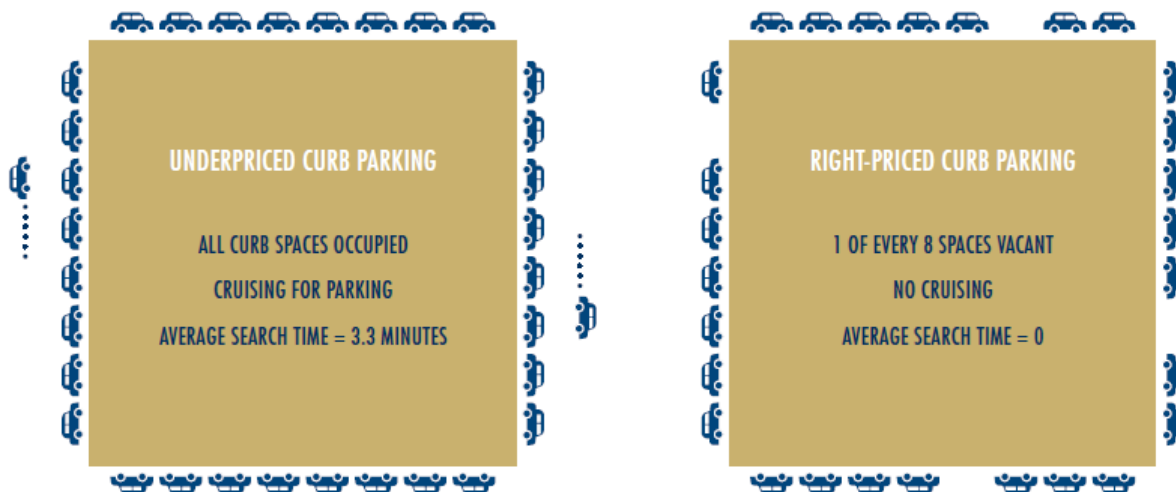 UNDERPRICED CURB PARKING
ALL CURB SPACES OCCUPIED
CRUISING FOR PARKING
AVERAGE SEARCH TIME = 3.3 MINUTES
RIGHT-PRICED CURB PARKING
1 OF EVERY 8 SPACES VACANT
NO CRUISING
AVERAGE SEARCH TIME = 0